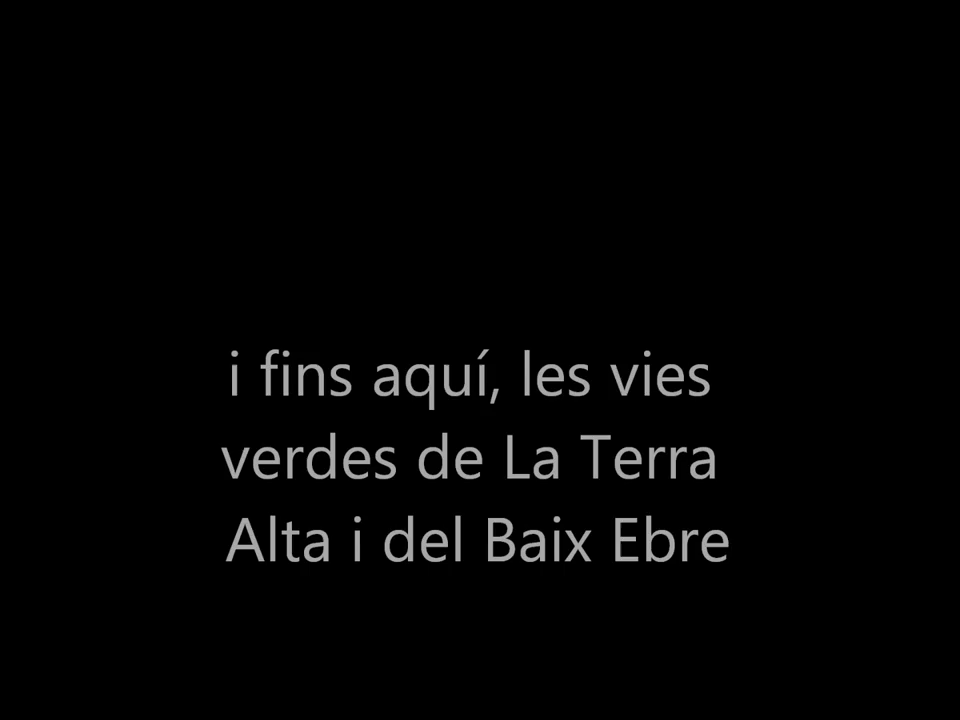 i fins aquí, les vies
verdes de La Terra
Alta i del Baix Ebre